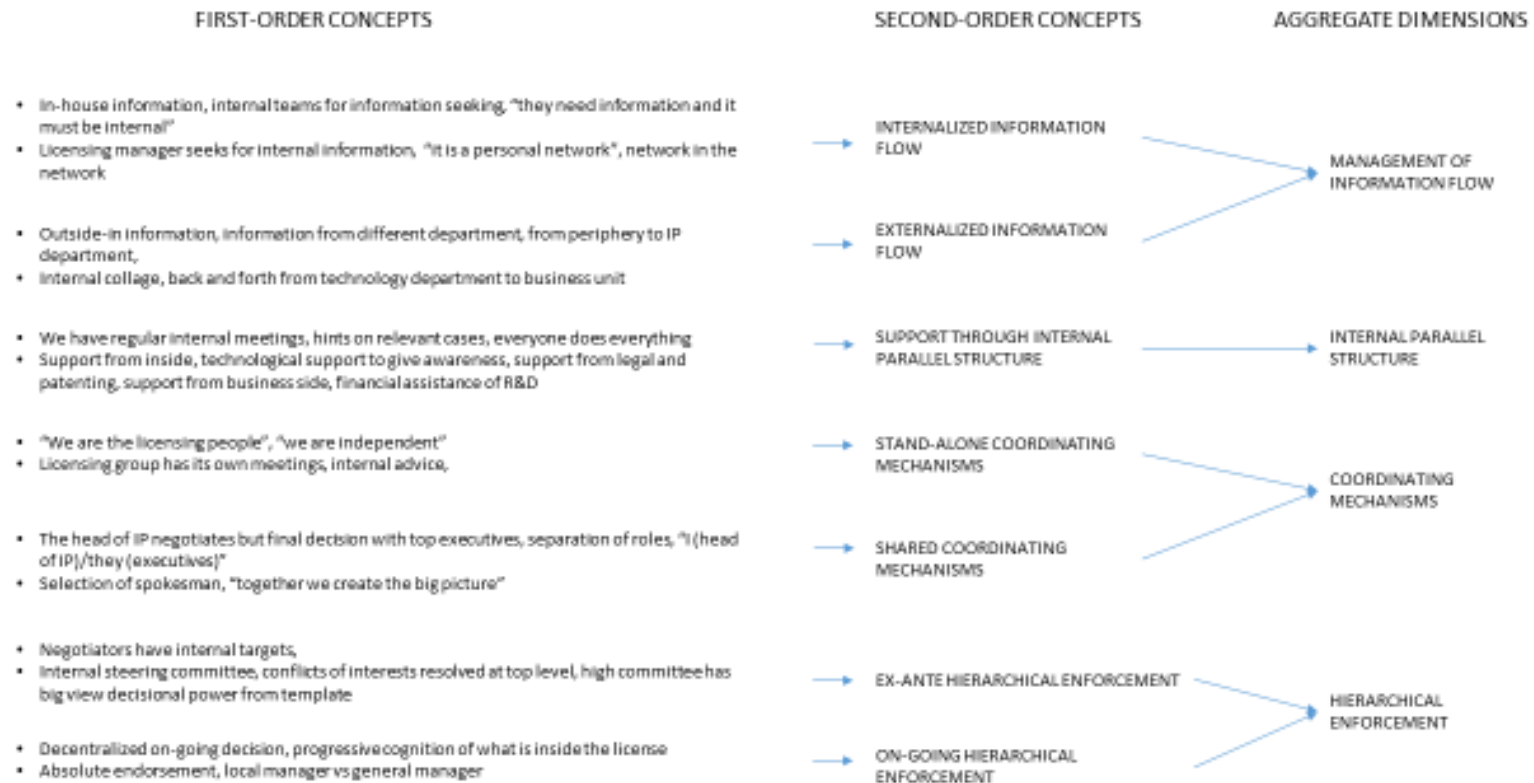 FIRST-ORDER CONCEPTS
SECOND-ORDER CONCEPTS
AGGREGATE DIMENSIONS
• In-house information, internal teams for information seeking, "they need information and it
must be internal"
• Licensing manager seeks for internal information, "it is a personal network", network in the
network
INTERNALIZED INFORMATION
FLOW
MANAGEMENT OF
INFORMATION FLOW
• Outside-in information, information from different department, from periphery to IP
department,
• Internal collage, back and forth from technology department to business unit
EXTERNALIZED INFORMATION
FLOW
• We have regular internal meetings, hints on relevant cases, everyone does everything
• Support from inside, technological support to give awareness, support from legal and
patenting, support from business side, financial assistance of R&D
SUPPORT THROUGH INTERNAL
PARALLEL STRUCTURE
INTERNAL PARALLEL
STRUCTURE
• "We are the licensing people", "we are independent"
• Licensing group has its own meetings, internal advice,
STAND-ALONE COORDINATING
MECHANISMS
COORDINATING
MECHANISMS
• The head of IP negotiates but final decision with top executives, separation of roles, "I (head
of IP)/they (executives)"
• Selection of spokesman, "together we create the big picture"
SHARED COORDINATING
MECHANISMS
• Negotiators have internal targets,
• Internal steering committee, conflicts of interests resolved at top level, high committee has
big view decisional power from template
EX-ANTE HIERARCHICAL ENFORCEMENT
HIERARCHICAL
ENFORCEMENT
• Decentralized on-going decision, progressive cognition of what is inside the license
• Absolute endorsement, local manager vs general manager
ON-GOING HIERARCHICAL
ENFORCEMENT